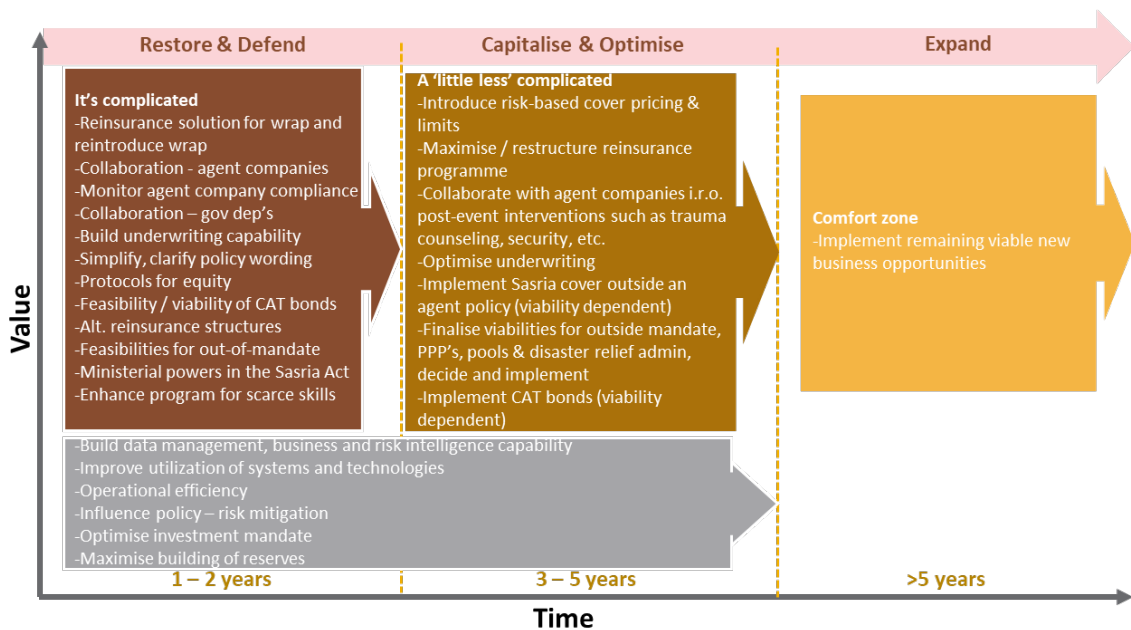 Restore & Defend
Capitalise & Optimise
Expand
It’s complicated
-Reinsurance solution for wrap and
reintroduce wrap
-Collaboration - agent companies
-Monitor agent company compliance
-Collaboration – gov dep’s
-Build underwriting capability
-Simplify, clarify policy wording
-Protocols for equity
-Feasibility / viability of CAT bonds
-Alt. reinsurance structures
-Feasibilities for out-of-mandate
-Ministerial powers in the Sasria Act
-Enhance program for scarce skills
A ‘little less’ complicated
-Introduce risk-based cover pricing &
limits
-Maximise / restructure reinsurance
programme
-Collaborate with agent companies i.r.o.
post-event interventions such as trauma
counseling, security, etc.
-Optimise underwriting
-Implement Sasria cover outside an
agent policy (viability dependent)
-Finalise viabilities for outside mandate,
PPP’s, pools & disaster relief admin,
decide and implement
-Implement CAT bonds (viability
dependent)
Comfort zone
-Implement remaining viable new
business opportunities
-Build data management, business and risk intelligence capability
-Improve utilization of systems and technologies
-Operational efficiency
-Influence policy – risk mitigation
-Optimise investment mandate
-Maximise building of reserves
1 – 2 years
3 – 5 years
>5 years
Value
Time